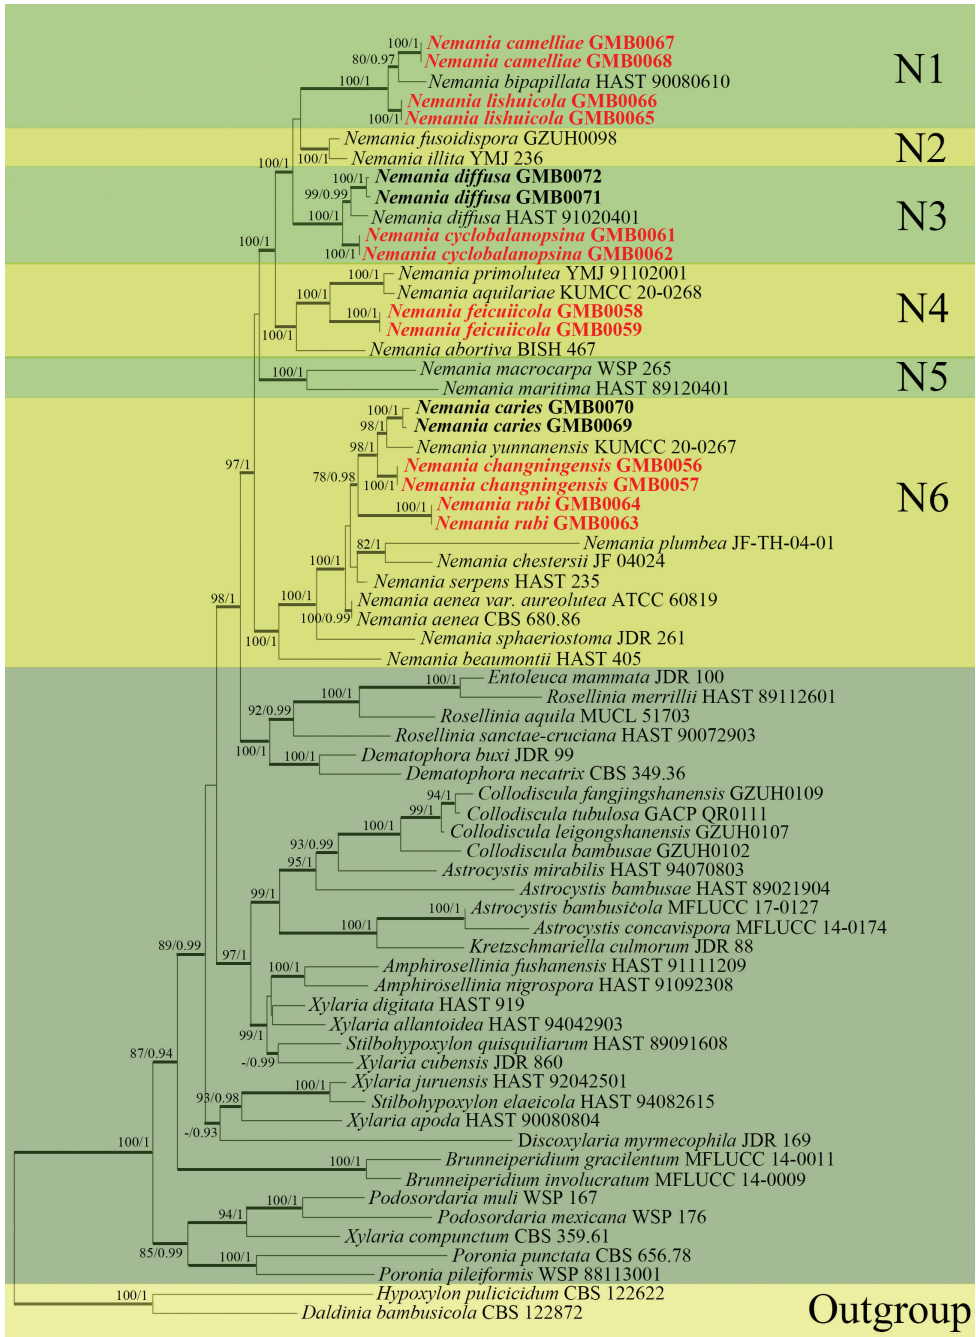 100/1 Nemania camelliae GMB0067
80/0.97 Nemania camelliae GMB0068
100/1 Nemania bipapillata HAST 90080610
N1
Nemania lishuicola GMB0066
100/1 Nemania lishuicola GMB0065
Nemania fusoidispora GZUH0098
100/1 Nemania illita YMJ 236
N2
100/1
100/1 Nemania diffusa GMB0072
99/0.99 Nemania diffusa GMB0071
100/1 Nemania diffusa HAST 91020401
N3
Nemania cyclobalanopsina GMB0061
100/1 Nemania cyclobalanopsina GMB0062
100/1
100/1 Nemania primolutea YMJ 91102001
100/1 Nemania aquilariae KUMCC 20-0268
N4
100/1 Nemania feicuiicola GMB0058
Nemania feicuiicola GMB0059
100/1 Nemania abortiva BISH 467
100/1 Nemania macrocarpa WSP 265
Nemania maritima HAST 89120401
N5
100/1 Nemania caries GMB0070
98/1 Nemania caries GMB0069
98/1 Nemania yunnanensis KUMCC 20-0267
97/1
78/0.98 Nemania changningensis GMB0056
100/1 Nemania changningensis GMB0057
N6
100/1 Nemania rubi GMB0064
Nemania rubi GMB0063
82/1 Nemania plumbea JF-TH-04-01
Nemania chestersii JF 04024
100/1 Nemania serpens HAST 235
98/1
100/1 Nemania aenea var. aureolutea ATCC 60819
100/0.99 Nemania aenea CBS 680.86
100/1 Nemania sphaeriostoma JDR 261
Nemania beaumontii HAST 405
100/1 Entoleuca mammata JDR 100
100/1 Rosellinia merrillii HAST 89112601
92/0.99 Rosellinia aquila MUCL 51703
Rosellinia sanctae-cruciana HAST 90072903
100/1
100/1 Dematophora buxi JDR 99
Dematophora necatrix CBS 349.36
94/1 Collodiscula fangjingshanensis GZUH0109
99/1 Collodiscula tubulosa GACP QR0111
100/1 Collodiscula leigongshanensis GZUH0107
93/0.99 Collodiscula bambusae GZUH0102
95/1 Astrocystis mirabilis HAST 94070803
99/1 Astrocystis bambusae HAST 89021904
100/1 Astrocystis bambusicola MFLUCC 17-0127
100/1 Astrocystis concavispora MFLUCC 14-0174
89/0.99 Kretzschmariella culmorum JDR 88
97/1
100/1 Amphirosellinia fushanensis HAST 91111209
Amphirosellinia nigrospora HAST 91092308
Xylaria digitata HAST 919
Xylaria allantoidea HAST 94042903
99/1
Stilbohypoxylon quisquiliarum HAST 89091608
87/0.94
-/0.99 Xylaria cubensis JDR 860
100/1 Xylaria juruensis HAST 92042501
93/0.98 Stilbohypoxylon elaeicola HAST 94082615
Xylaria apoda HAST 90080804
-/0.93
100/1 Discoxylaria myrmecophila JDR 169
100/1 Brunneiperidium gracilentum MFLUCC 14-0011
Brunneiperidium involucratum MFLUCC 14-0009
100/1 Podosordaria muli WSP 167
94/1 Podosordaria mexicana WSP 176
Xylaria compunctum CBS 359.61
85/0.99
100/1 Poronia punctata CBS 656.78
Poronia pileiformis WSP 88113001
100/1 Hypoxylon pulicicidum CBS 122622
Daldinia bambusicola CBS 122872
Outgroup